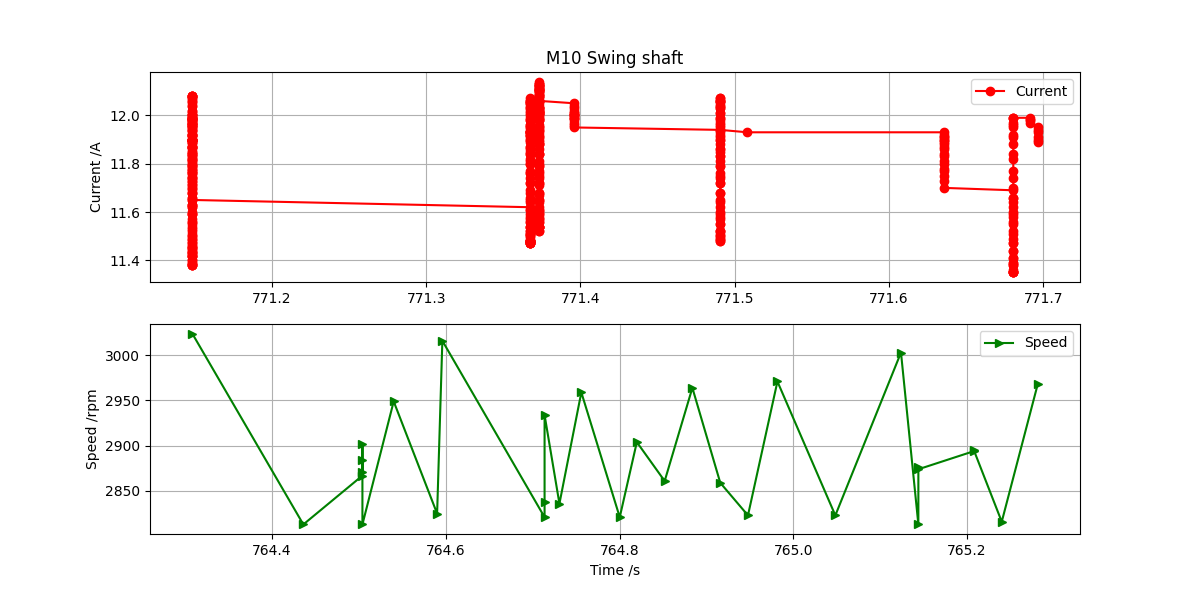 M10 Swing shaft
Current
12.0
11.8
11.6
11.4
Current /A
771.2 771.3 771.4 771.5 771.6 771.7
Speed
3000
2950
2900
2850
Speed /rpm
764.4 764.6 764.8 765.0 765.2
Time /s